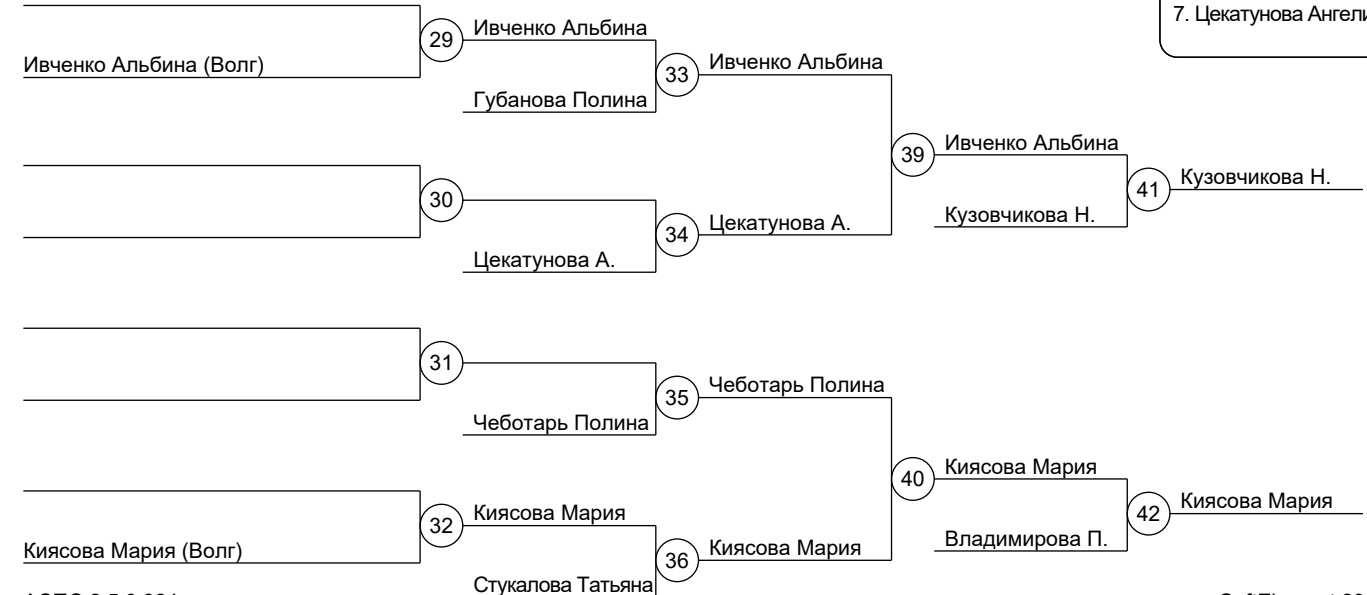 7. Цекатунова
29
Ивченко Альбина
Ивченко Альбина (Волг)
33
Ивченко Альбина
Губанова Полина
39
Ивченко Альбина
30
41
Кузовчикова Н.
Кузовчикова Н.
34
Цекатунова А.
Цекатунова А.
31
35
Чеботарь Полина
Чеботарь Полина
40
Киясова Мария
32
Киясова Мария
42
Киясова Мария
Владимирова П.
Киясова Мария (Волг)
36
Киясова Мария
Стукалова Татьяна